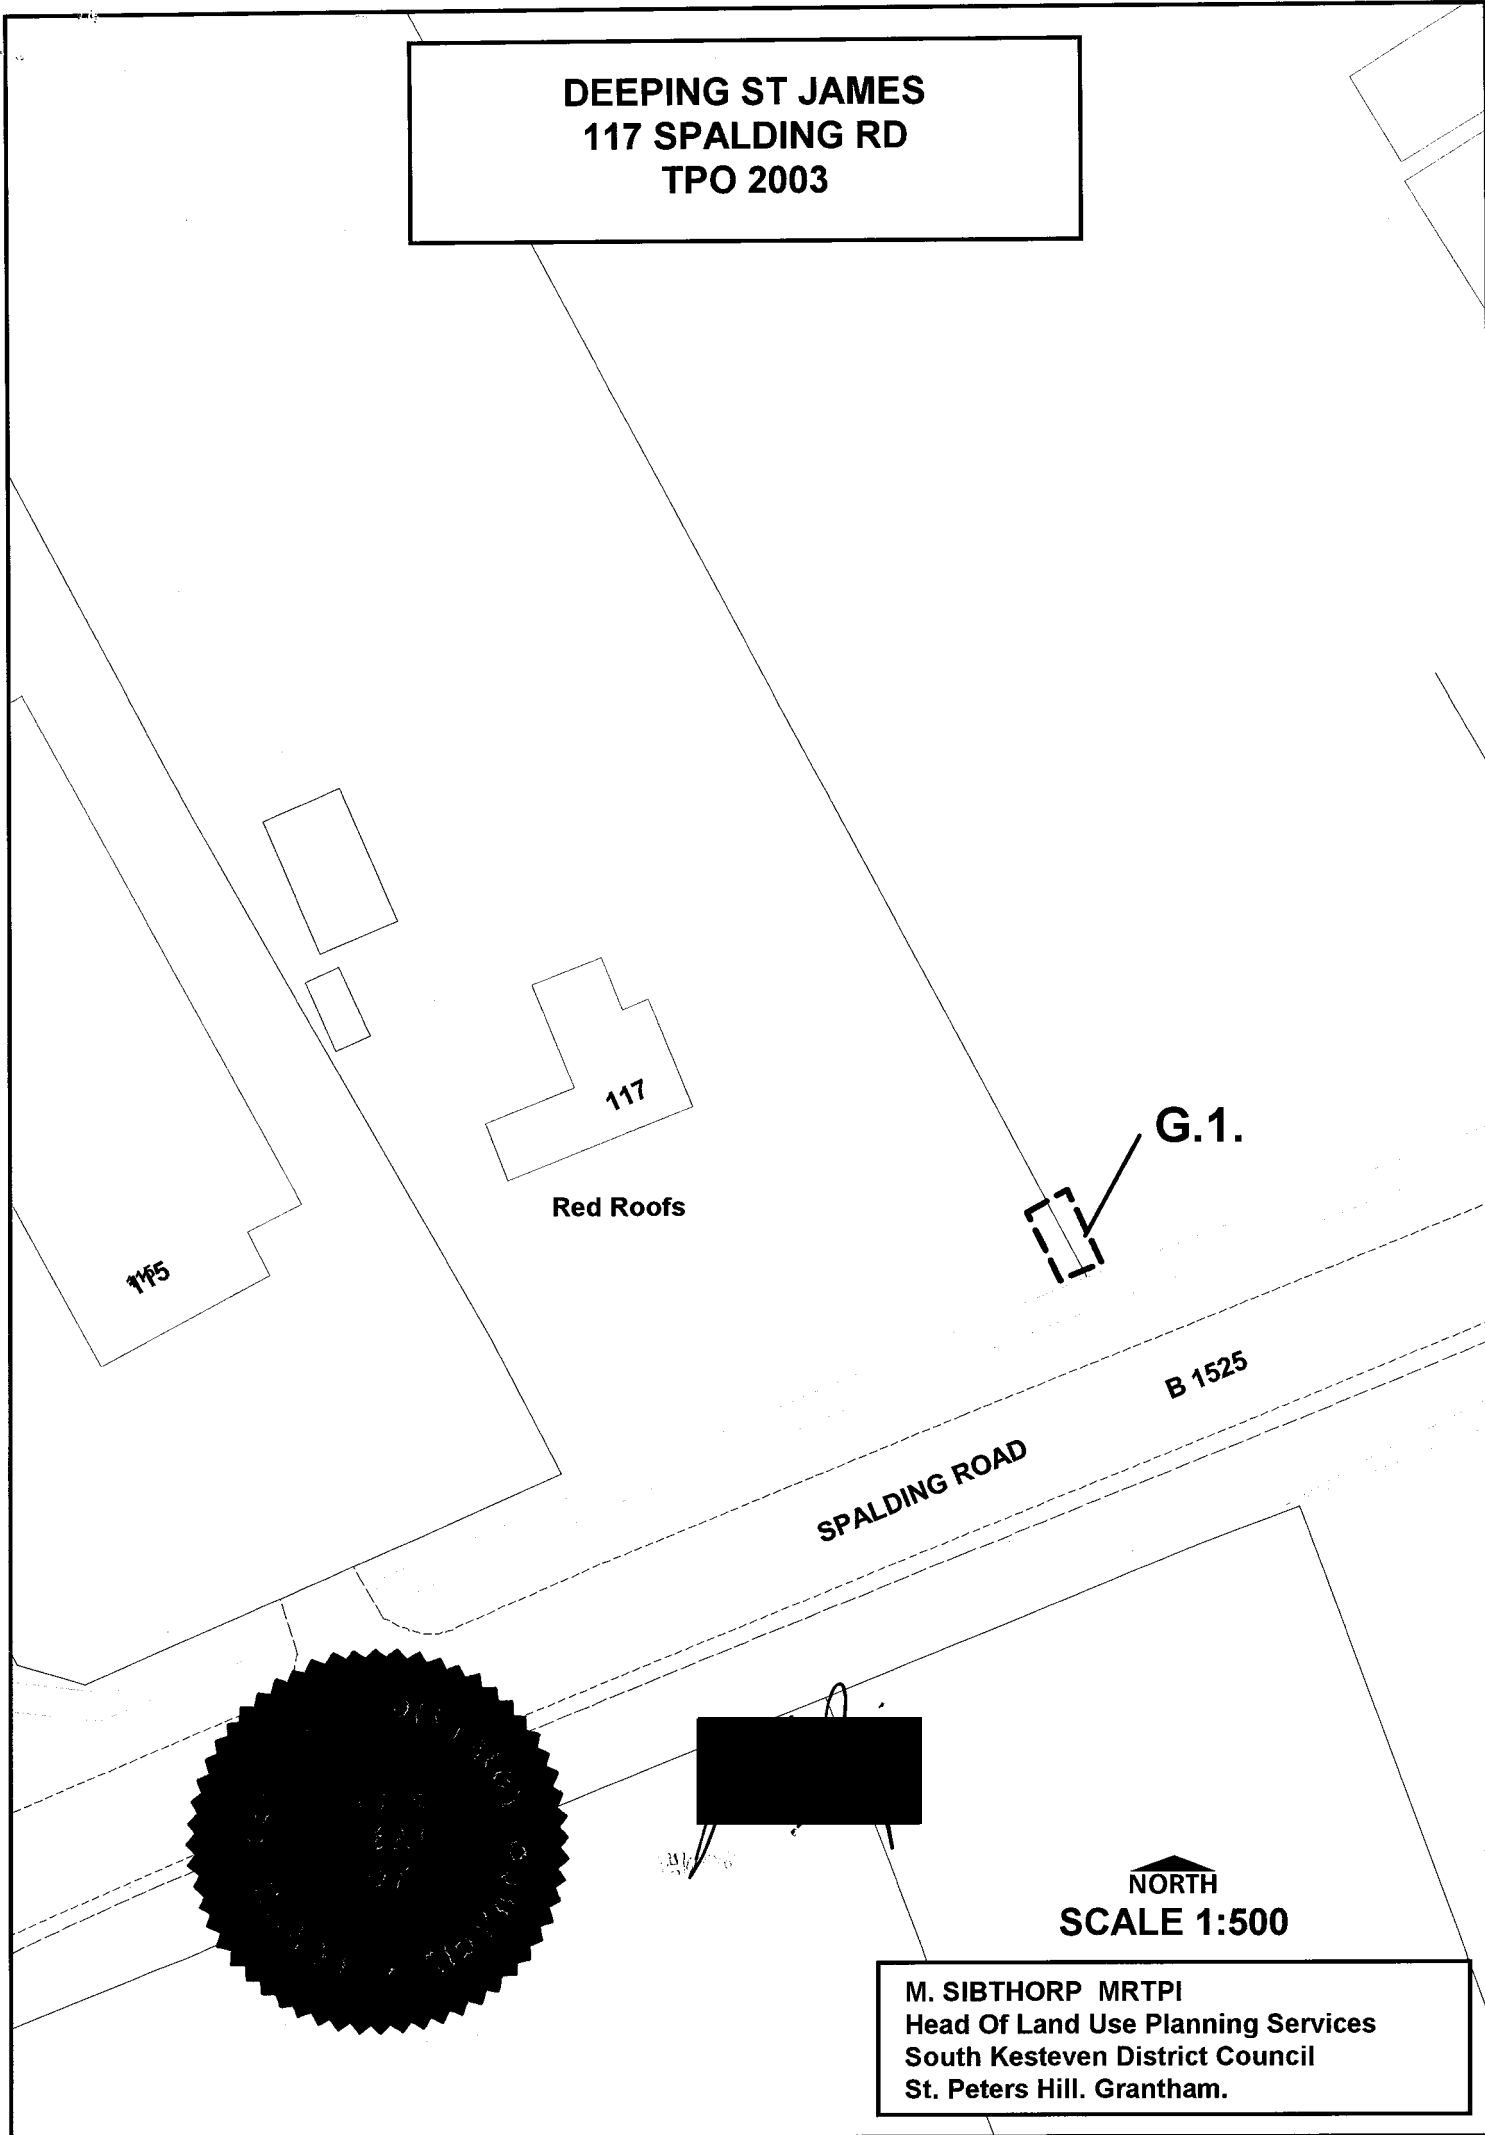 DEEPING ST JAMES
117 SPALDING RD
TPO 2003
117
G.1.
Red Roofs
115
B 1525
SPALDING ROAD
NORTH
SCALE 1:500
M. SIBTHORP MRTPI
Head Of Land Use Planning Services
South Kesteven District Council
St. Peters Hill. Grantham.